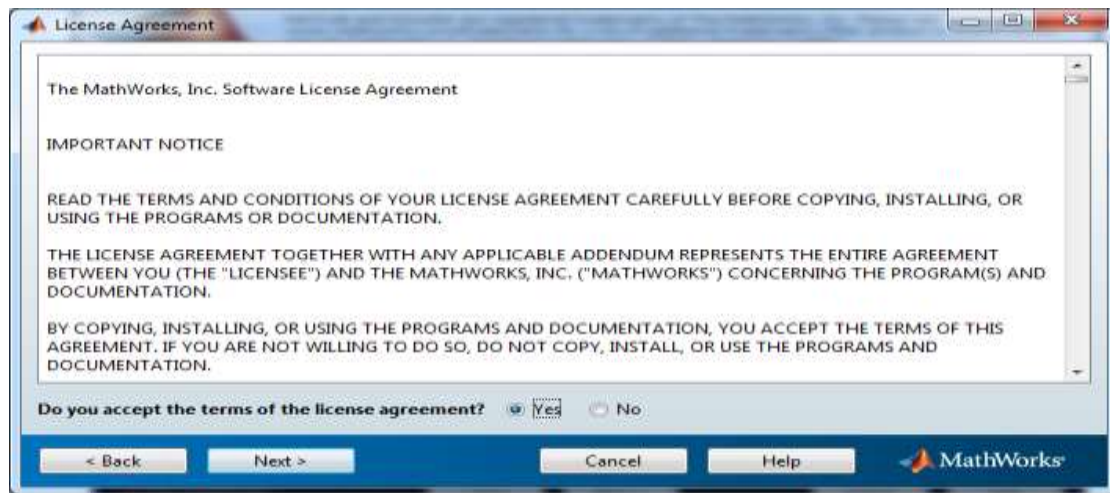 License Agreement
The MathWorks, Inc. Software License Agreement
IMPORTANT NOTICE
READ THE TERMS AND CONDITIONS OF YOUR LICENSE AGREEMENT CAREFULLY BEFORE COPYING, INSTALLING, OR
USING THE PROGRAMS OR DOCUMENTATION.
THE LICENSE AGREEMENT TOGETHER WITH ANY APPLICABLE ADDENDUM REPRESENTS THE ENTIRE AGREEMENT
BETWEEN YOU (THE "LICENSEE") AND THE MATHWORKS, INC. ("MATHWORKS") CONCERNING THE PROGRAM(S) AND
DOCUMENTATION.
BY COPYING, INSTALLING, OR USING THE PROGRAMS AND DOCUMENTATION, YOU ACCEPT THE TERMS OF THIS
AGREEMENT. IF YOU ARE NOT WILLING TO DO SO, DO NOT COPY, INSTALL, OR USE THE PROGRAMS AND
DOCUMENTATION.
Do you accept the terms of the license agreement? Yes No
< Back Next > Cancel Help MathWorks